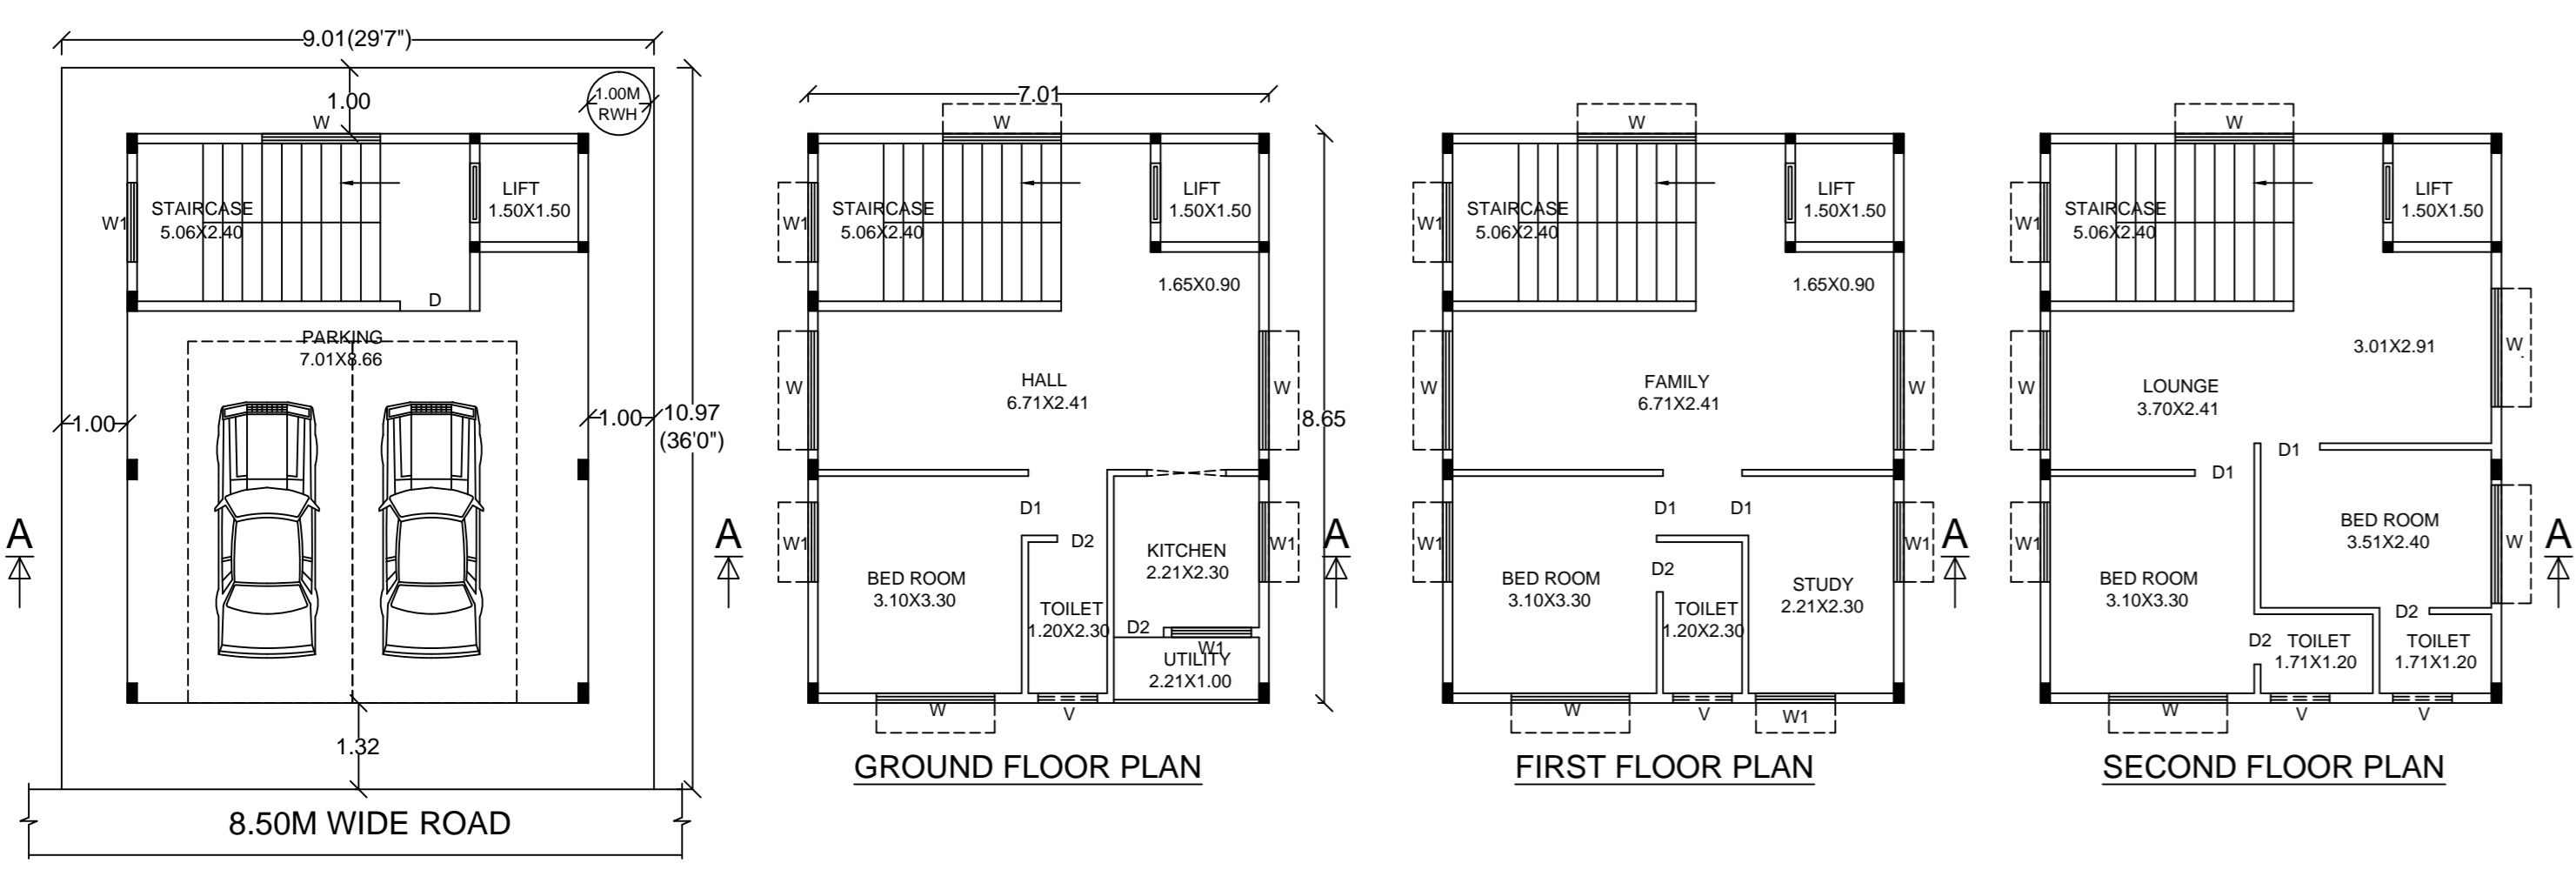 9.01(29'7")
1.00
1.00M
RWH
W
W1
STAIRCASE
5.06X2.40
LIFT
1.50X1.50
D
PARKING
7.01X8.66
1.00
1.00
10.97
(36'0")
A
A
1.32
8.50M WIDE ROAD
7.01
W
W1
STAIRCASE
5.06X2.40
LIFT
1.50X1.50
1.65X0.90
W
HALL
6.71X2.41
W
8.65
D1
W1
D2
KITCHEN
2.21X2.30
W1
A
BED ROOM
3.10X3.30
TOILET
1.20X2.30
D2
W1
UTILITY
2.21X1.00
W
V
GROUND FLOOR PLAN
W
W1
STAIRCASE
5.06X2.40
LIFT
1.50X1.50
1.65X0.90
W
FAMILY
6.71X2.41
W
D1
D1
W1
W1
A
D2
BED ROOM
3.10X3.30
TOILET
1.20X2.30
STUDY
2.21X2.30
W
V
W1
FIRST FLOOR PLAN
W
W1
STAIRCASE
5.06X2.40
LIFT
1.50X1.50
3.01X2.91
W
W
LOUNGE
3.70X2.41
D1
D1
W1
BED ROOM
3.51X2.40
W
A
BED ROOM
3.10X3.30
D2
D2
TOILET
1.71X1.20
TOILET
1.71X1.20
W
V
V
SECOND FLOOR PLAN